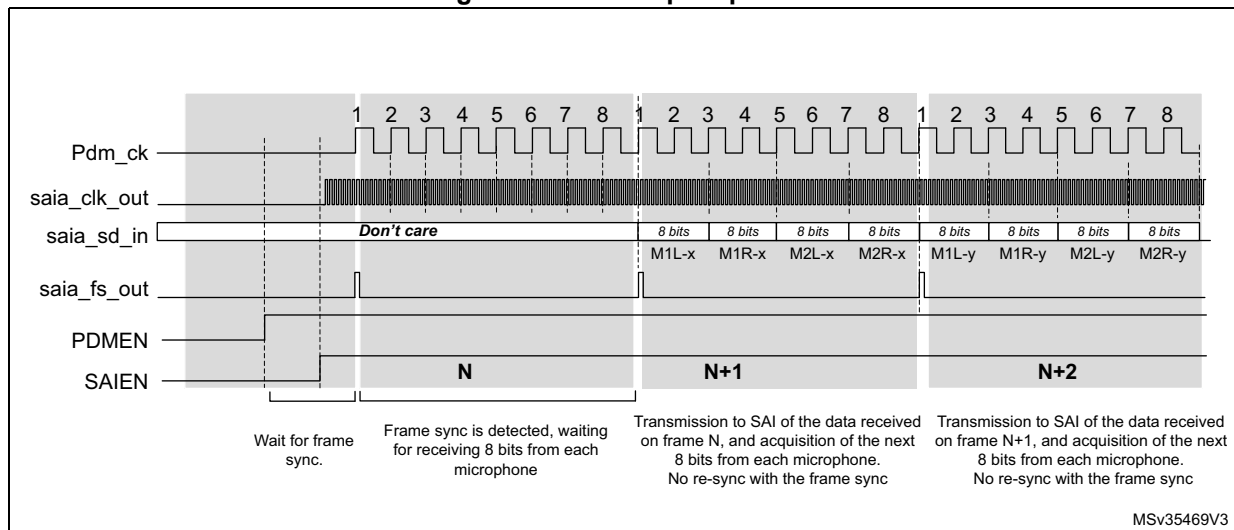 1 2 3 4 5 6 7 8 1 2 3 4 5 6 7 8 1 2 3 4 5 6 7 8
Pdm_ck
saia_clk_out
saia_sd_in Don't care 8 bits 8 bits 8 bits 8 bits 8 bits 8 bits 8 bits 8 bits
M1L-x M1R-x M2L-x M2R-x M1L-y M1R-y M2L-y M2R-y
saia_fs_out
PDMEN
SAIEN N N+1 N+2
Wait for frame
sync.
Frame sync is detected, waiting
for receiving 8 bits from each
microphone
Transmission to SAI of the data received
on frame N, and acquisition of the next
8 bits from each microphone.
No re-sync with the frame sync
Transmission to SAI of the data received
on frame N+1, and acquisition of the next
8 bits from each microphone.
No re-sync with the frame sync
MSv35469V3